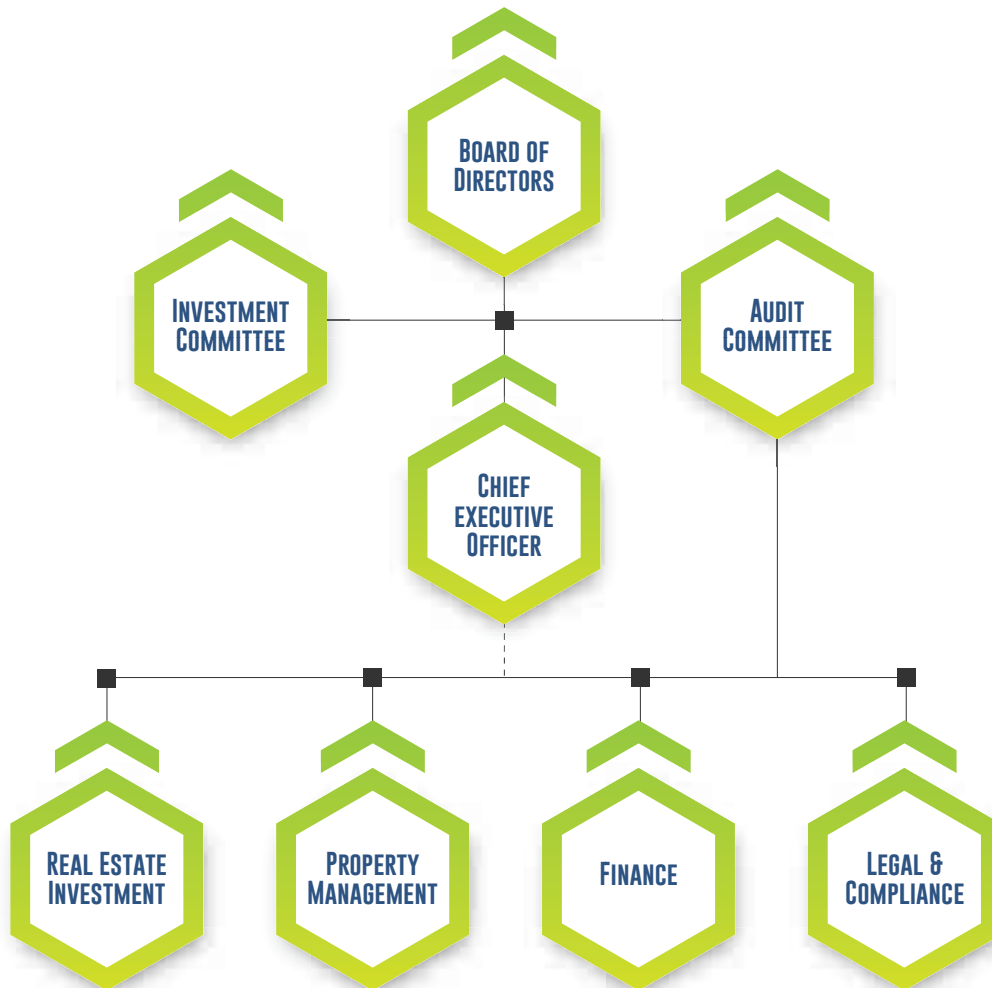 Board of
Directors
Investment
Committee
Audit
Committee
Chief
executive
Officer
Real Estate
Investment
Property
Management
Finance
Legal &
Compliance